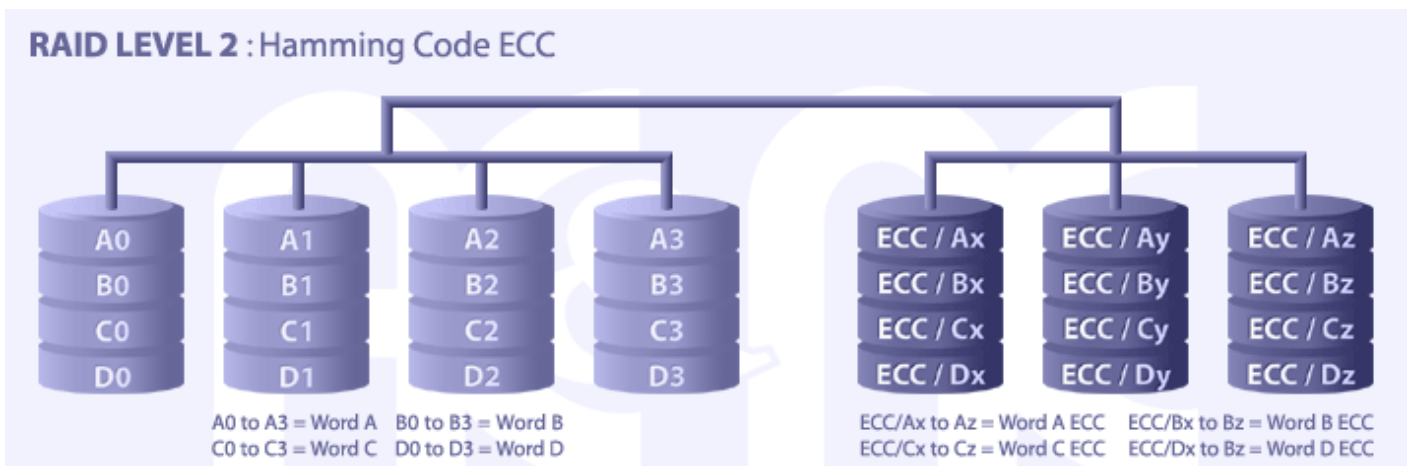 RAID LEVEL 2 : Hamming Code ECC
A0 A1 A2 A3 ECC / Ax ECC / Ay ECC / Az
B0 B1 B2 B3 ECC / Bx ECC / By ECC / Bz
C0 C1 C2 C3 ECC / Cx ECC / Cy ECC / Cz
D0 D1 D2 D3 ECC / Dx ECC / Dy ECC / Dz
A0 to A3 = Word A B0 to B3 = Word B ECC/Ax to Az = Word A ECC ECC/Bx to Bz = Word B ECC
C0 to C3 = Word C D0 to D3 = Word D ECC/Cx to Cz = Word C ECC ECC/Dx to Bz = Word D ECC